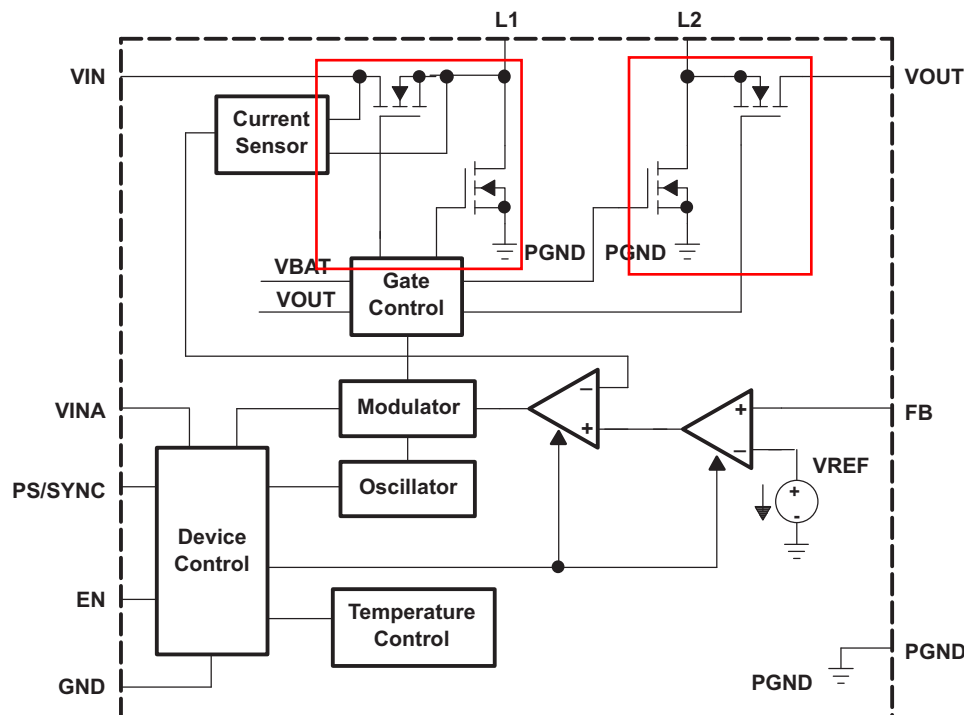 L1 L2
VIN VOUT
Current
Sensor
PGND PGND
VBAT
VOUT
Gate
Control
VINA
Modulator
−
+
+
−
FB
VREF
+
-
PS/SYNC
Oscillator
Device
Control
EN
Temperature
Control
PGND
PGND
GND